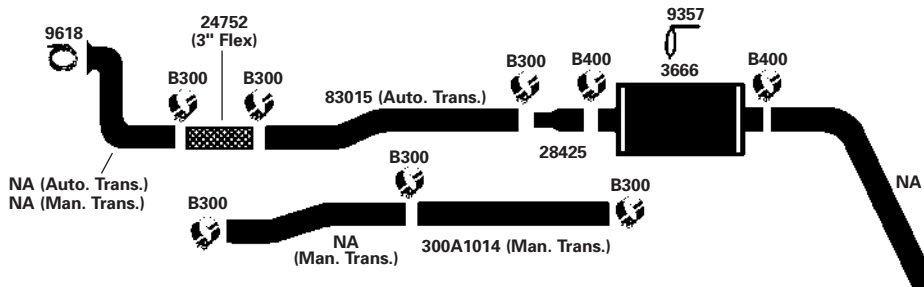 9618
24752
(3" Flex)
B300
B300
83015 (Auto. Trans.)
B300
B400
9357
3666
B400
28425
NA
NA (Auto. Trans.)
NA (Man. Trans.)
B300
B300
B300
NA
(Man. Trans.)
300A1014 (Man. Trans.)